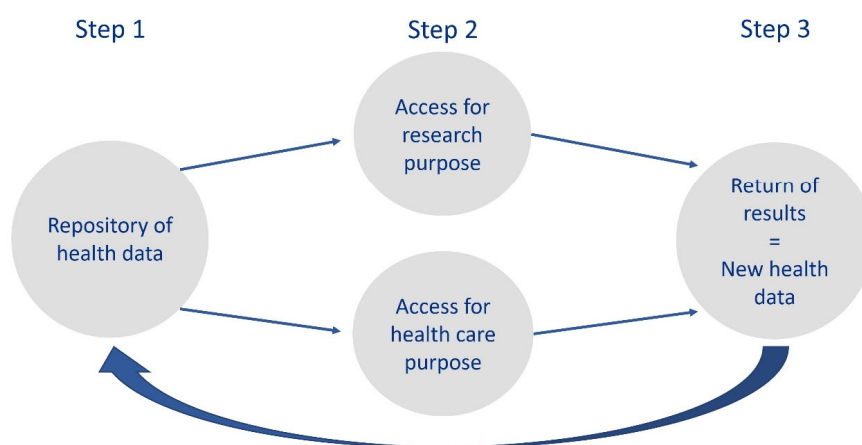 Step 1
Step 2
Step 3
Repository of
health data
Access for
research
purpose
Access for
health care
purpose
Return of
results
=
New health
data